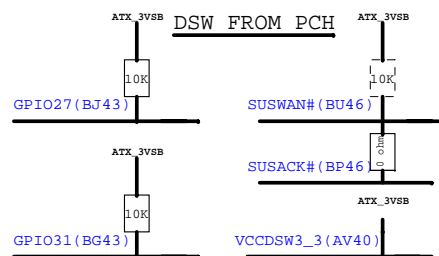 ATX_3VSB
DSW FROM PCH
ATX_3VSB
10K
10K
GPIO27(BJ43)
SUSWAN#(BU46)
ATX_3VSB
0 ohm
SUSACK#(BP46)
10K
ATX_3VSB
GPIO31(BG43)
VCCDSW3_3(AV40)